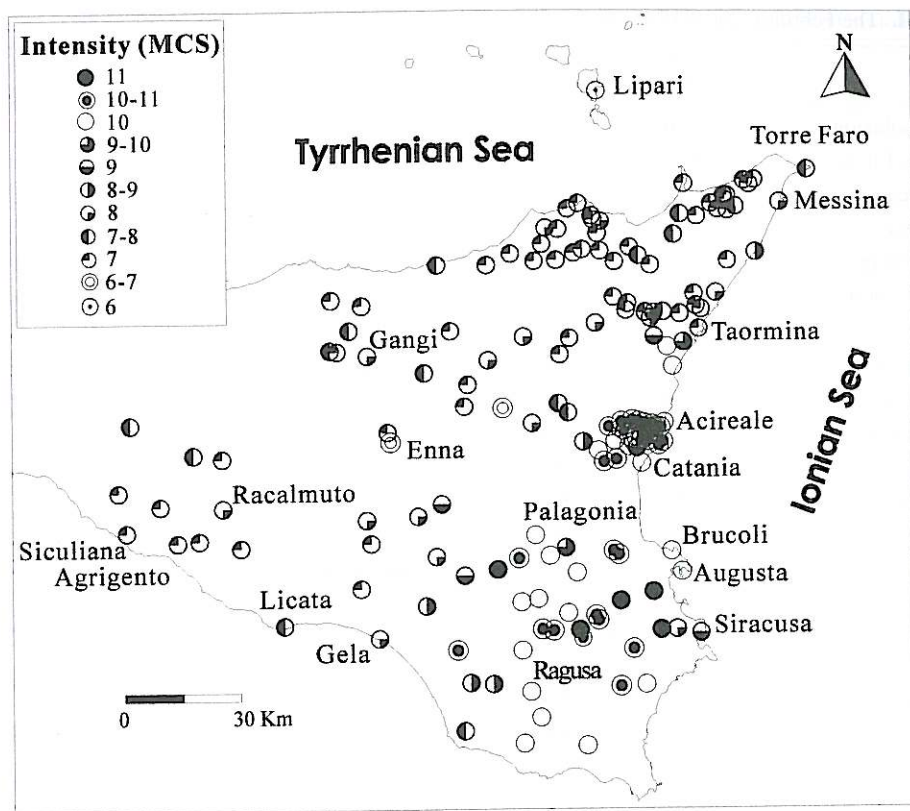 Intensity (MCS)
11
10-11
10
9-10
9
8-9
8
7-8
7
6-7
6
N
Lipari
Tyrrhenian Sea
Torre Faro
Messina
Gangi
Taormina
Ionian Sea
Acireale
Enna
Catania
Racalmuto
Palagonia
Siculiana
Brucoli
Agrigento
Augusta
Licata
Siracusa
Gela
Ragusa
0 30 Km